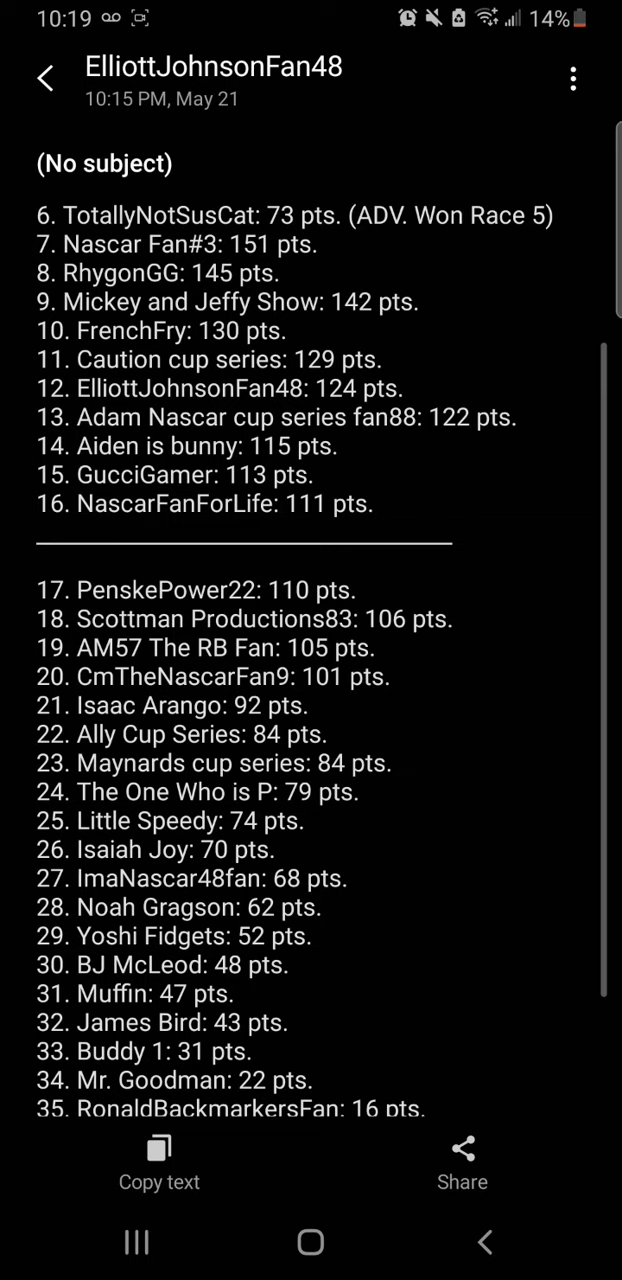 10:19 14%
ElliottJohnsonFan48
10:15 PM, May 21
(No subject)
6. TotallyNotSusCat: 73 pts. (ADV. Won Race 5)
7. Nascar Fan#3: 151 pts.
8. RhygonGG: 145 pts.
9. Mickey and Jeffy Show: 142 pts.
10. FrenchFry: 130 pts.
11. Caution cup series: 129 pts.
12. ElliottJohnsonFan48: 124 pts.
13. Adam Nascar cup series fan88: 122 pts.
14. Aiden is bunny: 115 pts.
15. GucciGamer: 113 pts.
16. NascarFanForLife: 111 pts.
17. PenskePower22: 110 pts.
18. Scottman Productions83: 106 pts.
19. AM57 The RB Fan: 105 pts.
20. CmTheNascarFan9: 101 pts.
21. Isaac Arango: 92 pts.
22. Ally Cup Series: 84 pts.
23. Maynards cup series: 84 pts.
24. The One Who is P: 79 pts.
25. Little Speedy: 74 pts.
26. Isaiah Joy: 70 pts.
27. ImaNascar48fan: 68 pts.
28. Noah Gragson: 62 pts.
29. Yoshi Fidgets: 52 pts.
30. BJ McLeod: 48 pts.
31. Muffin: 47 pts.
32. James Bird: 43 pts.
33. Buddy 1: 31 pts.
34. Mr. Goodman: 22 pts.
35. RonaldBackmarkersFan: 16 pts.
Copy text Share